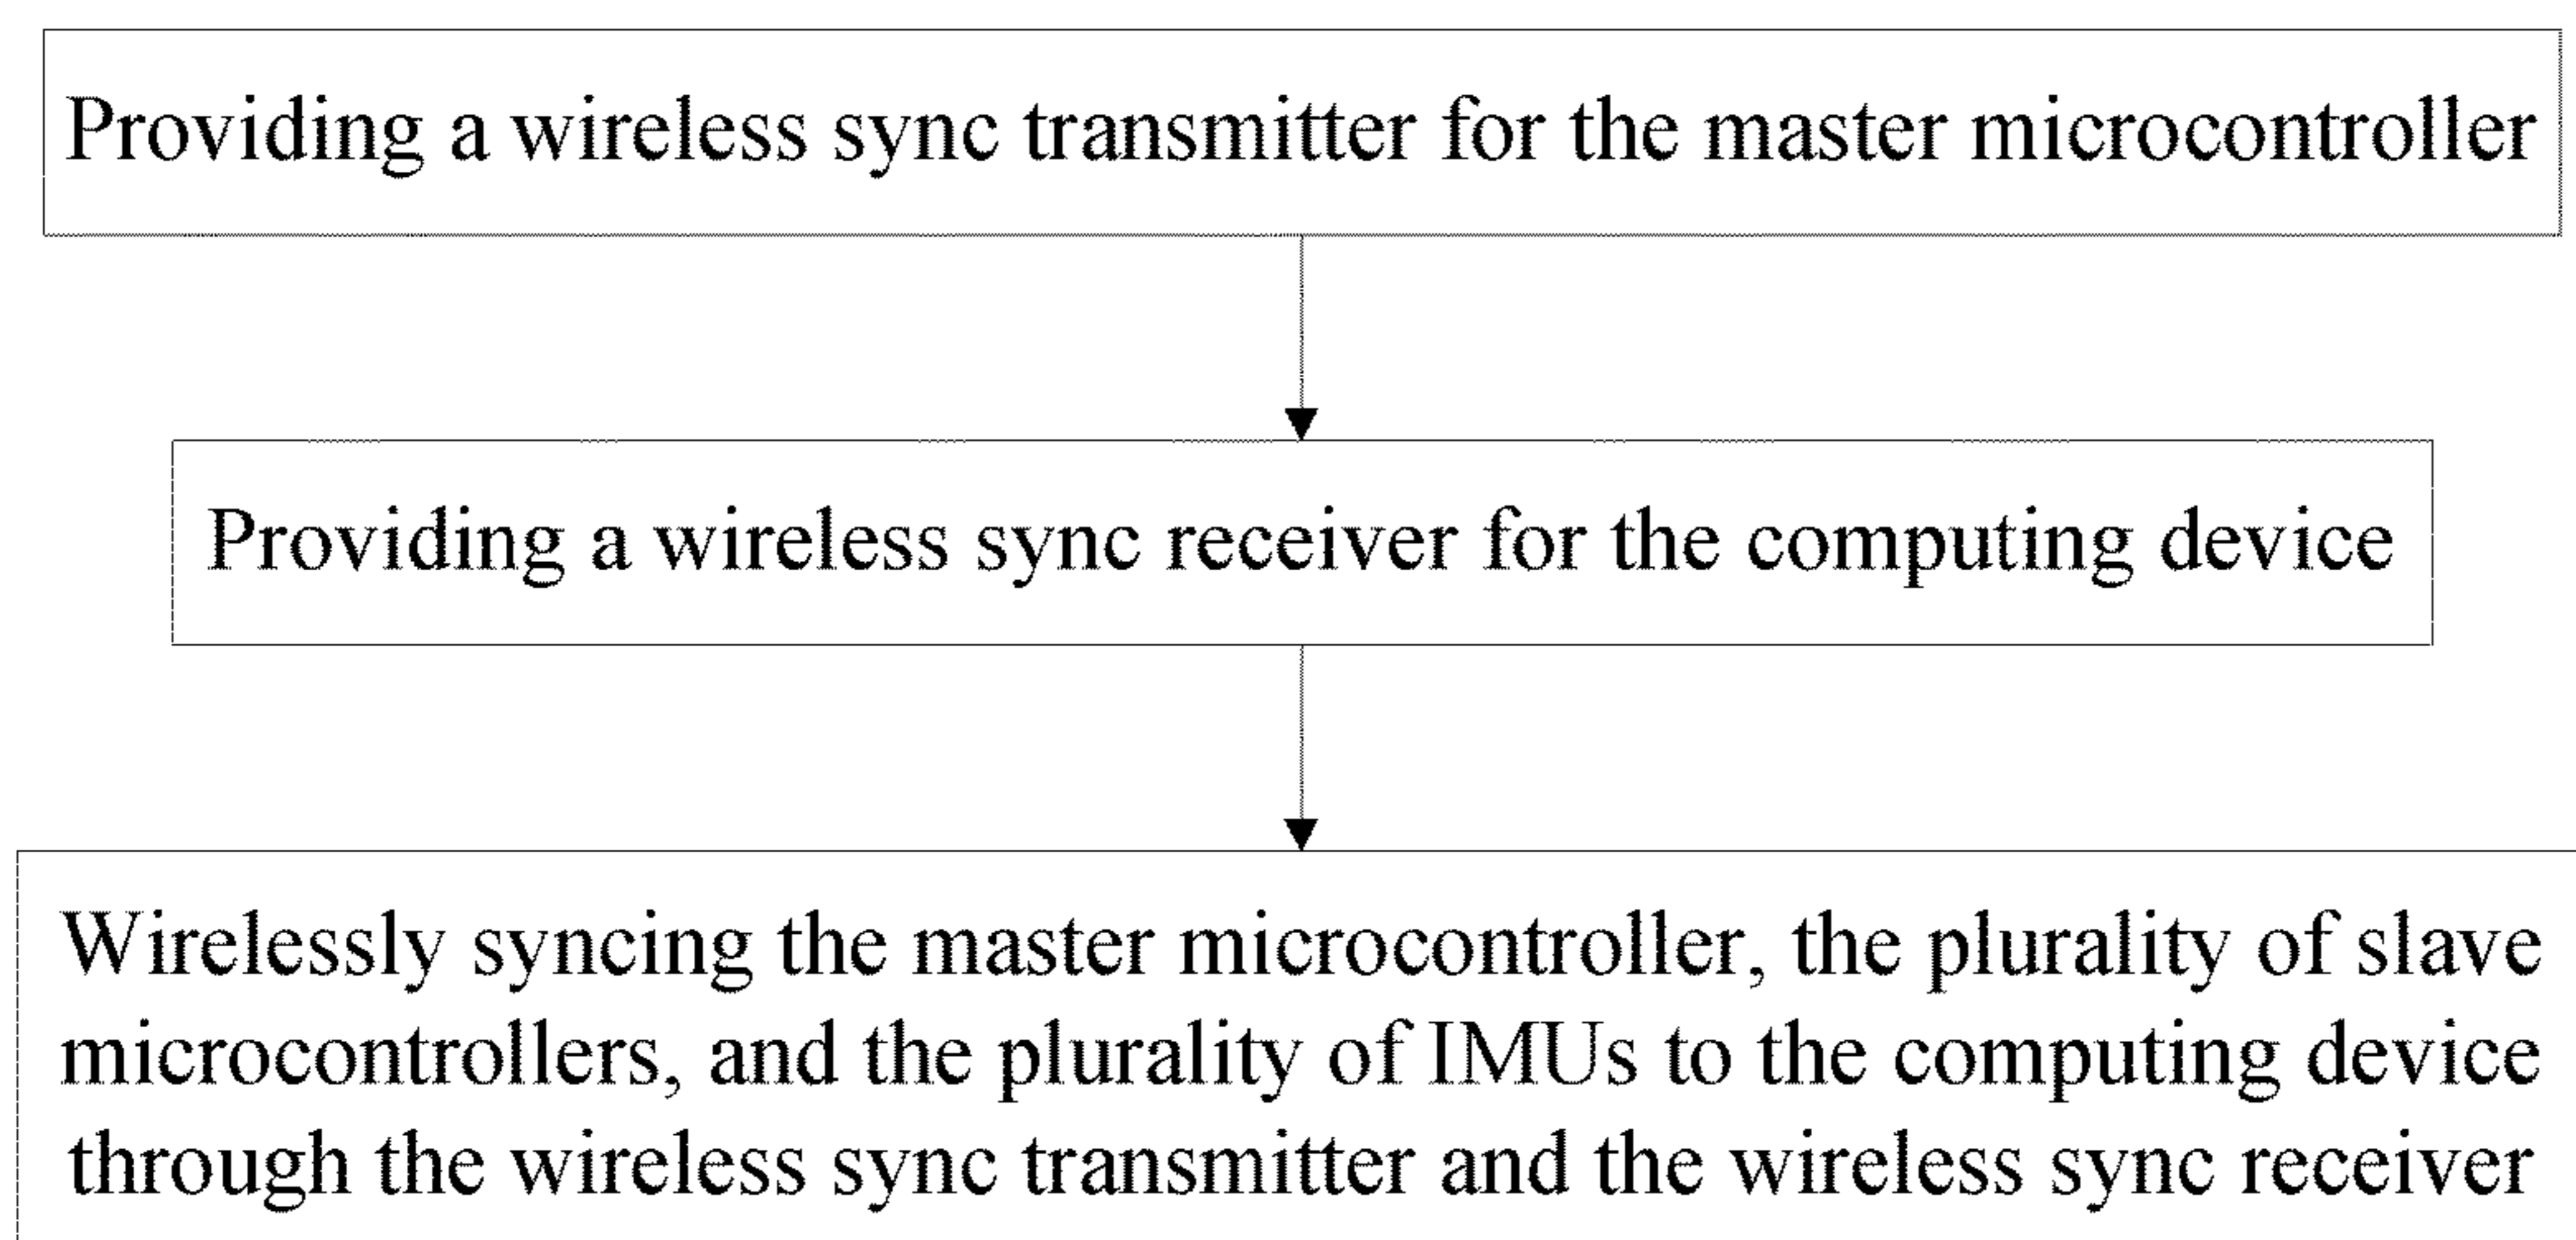 Providing a wireless sync transmitter for the master microcontroller
Providing a wireless sync receiver for the computing device
Wirelessly syncing the master microcontroller, the plurality of slave
microcontrollers, and the plurality of IMUs to the computing device
through the wireless sync transmitter and the wireless sync receiver